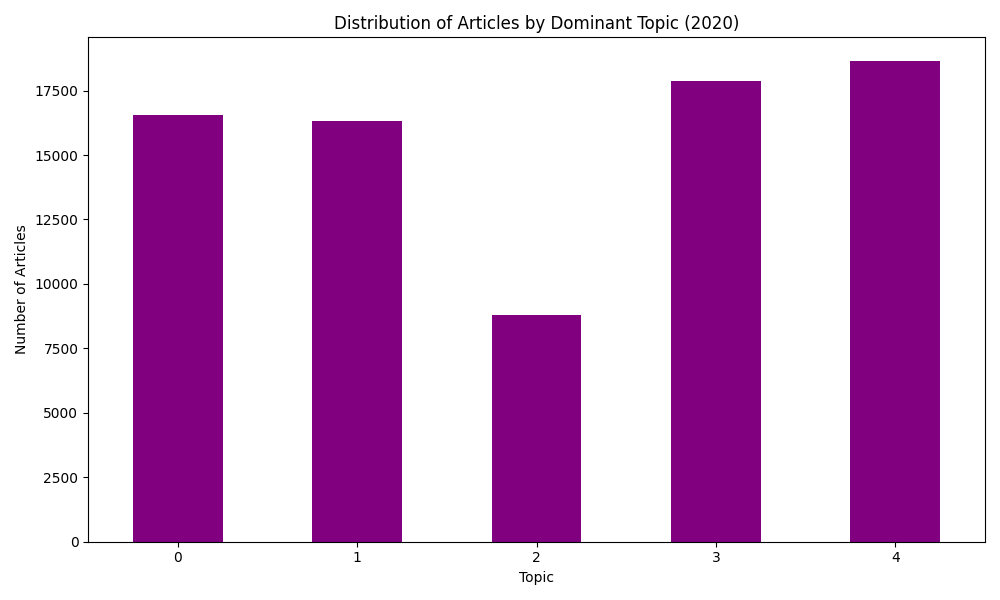 Distribution of Articles by Dominant Topic (2020)
Number of Articles
17500
15000
12500
10000
7500
5000
2500
0
0 1 2 3 4
Topic